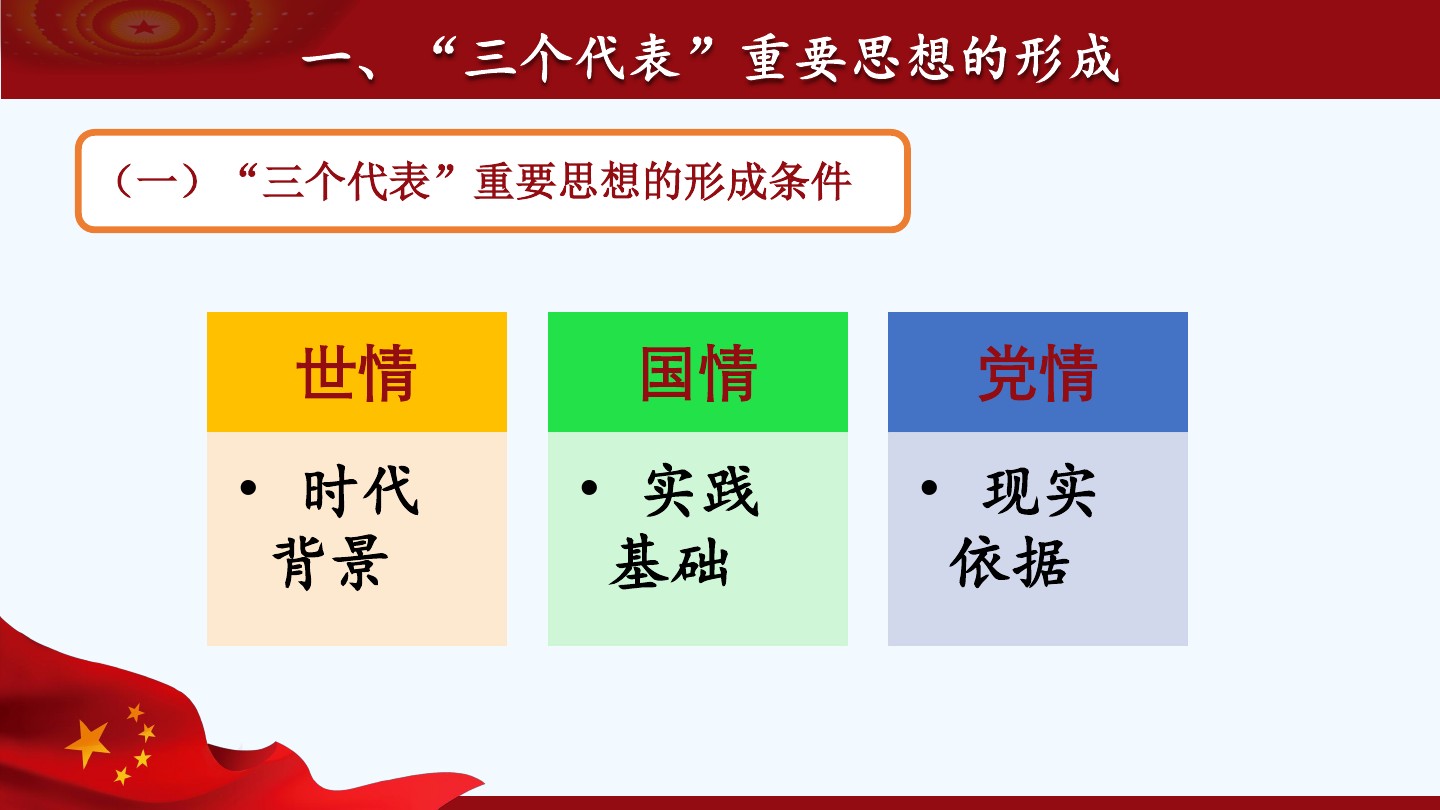 一、“三个代表”重要思想的形成
（一）“三个代表”重要思想的形成条件
世情
• 时代
背景
国情
• 实践
基础
党情
• 现实
依据